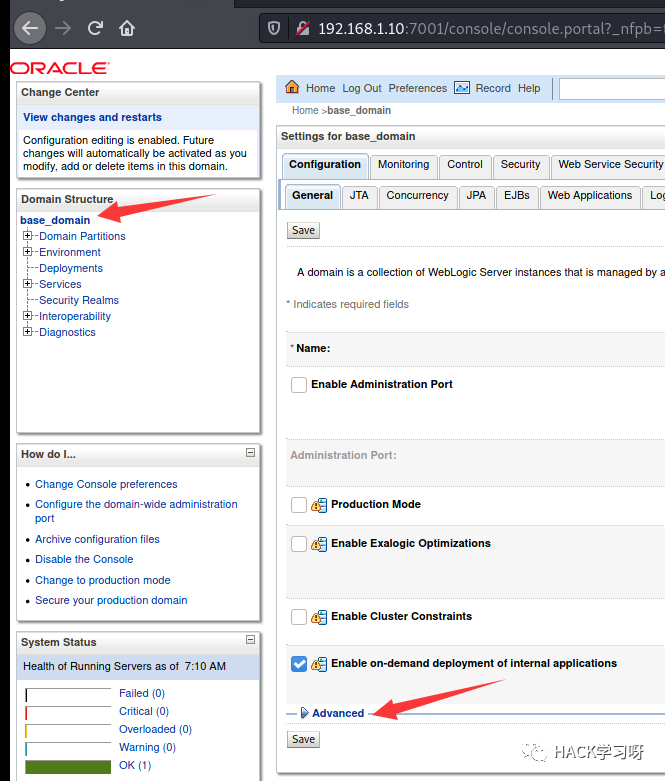 192.168.1.10:7001/console/console.portal?_nfpb=
ORACLE
Change Center
View changes and restarts
Configuration editing is enabled. Future
changes will automatically be activated as you
modify, add or delete items in this domain.
Domain Structure
base_domain
Domain Partitions
Environment
Deployments
Services
Security Realms
Interoperability
Diagnostics
How do I...
Change Console preferences
Configure the domain-wide administration
port
Archive configuration files
Disable the Console
Change to production mode
Secure your production domain
System Status
Health of Running Servers as of 7:10 AM
Failed (0)
Critical (0)
Overloaded (0)
Warning (0)
OK (1)
Home Log Out Preferences Record Help
Home >base_domain
Settings for base_domain
Configuration Monitoring Control Security Web Service Security
General JTA Concurrency JPA EJBs Web Applications
Save
A domain is a collection of WebLogic Server instances that is managed by a
* Indicates required fields
* Name:
Enable Administration Port
Administration Port:
Production Mode
Enable Exalogic Optimizations
Enable Cluster Constraints
Enable on-demand deployment of internal applications
Advanced
Save
HACK学习呀